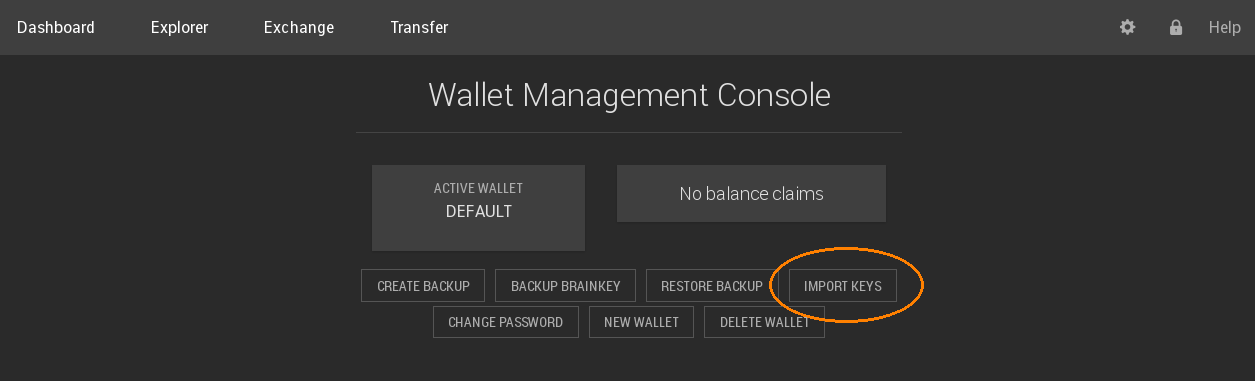 Dashboard Explorer Exchange Transfer Help
Wallet Management Console
ACTIVE WALLET
DEFAULT
No balance claims
CREATE BACKUP BACKUP BRAINKEY RESTORE BACKUP IMPORT KEYS
CHANGE PASSWORD NEW WALLET DELETE WALLET